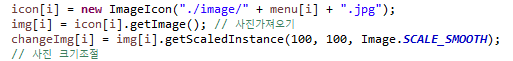 icon[i] = new ImageIcon("./image/" + menu[i] + ".jpg");
img[i] = icon[i].getImage(); // 사진가져오기
changeImg[i] = img[i].getScaledInstance(100, 100, Image.SCALE_SMOOTH);
// 사진 크기조절